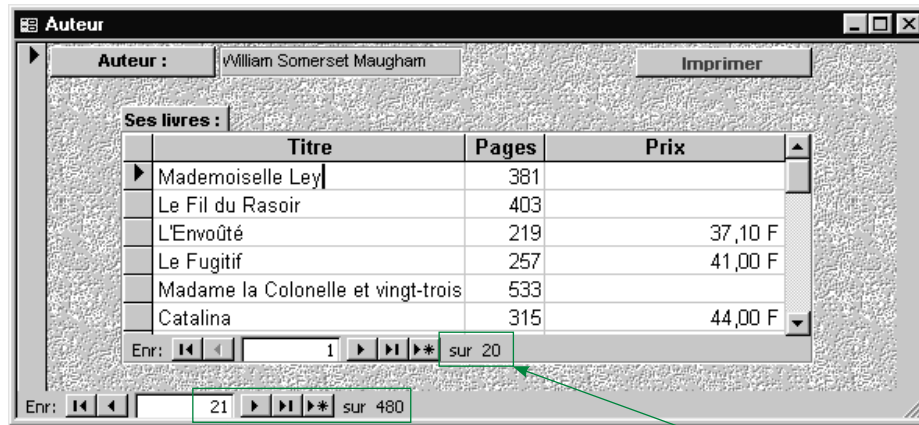 Auteur
Auteur : William Somerset Maugham Imprimer
Ses livres :
Titre Pages Prix
Mademoiselle Ley 381
Le Fil du Rasoir 403
L'Envoûté 219 37,10 F
Le Fugitif 257 41,00 F
Madame la Colonelle et vingt-trois 533
Catalina 315 44,00 F
Enr: 1 sur 20
Enr: 21 sur 480